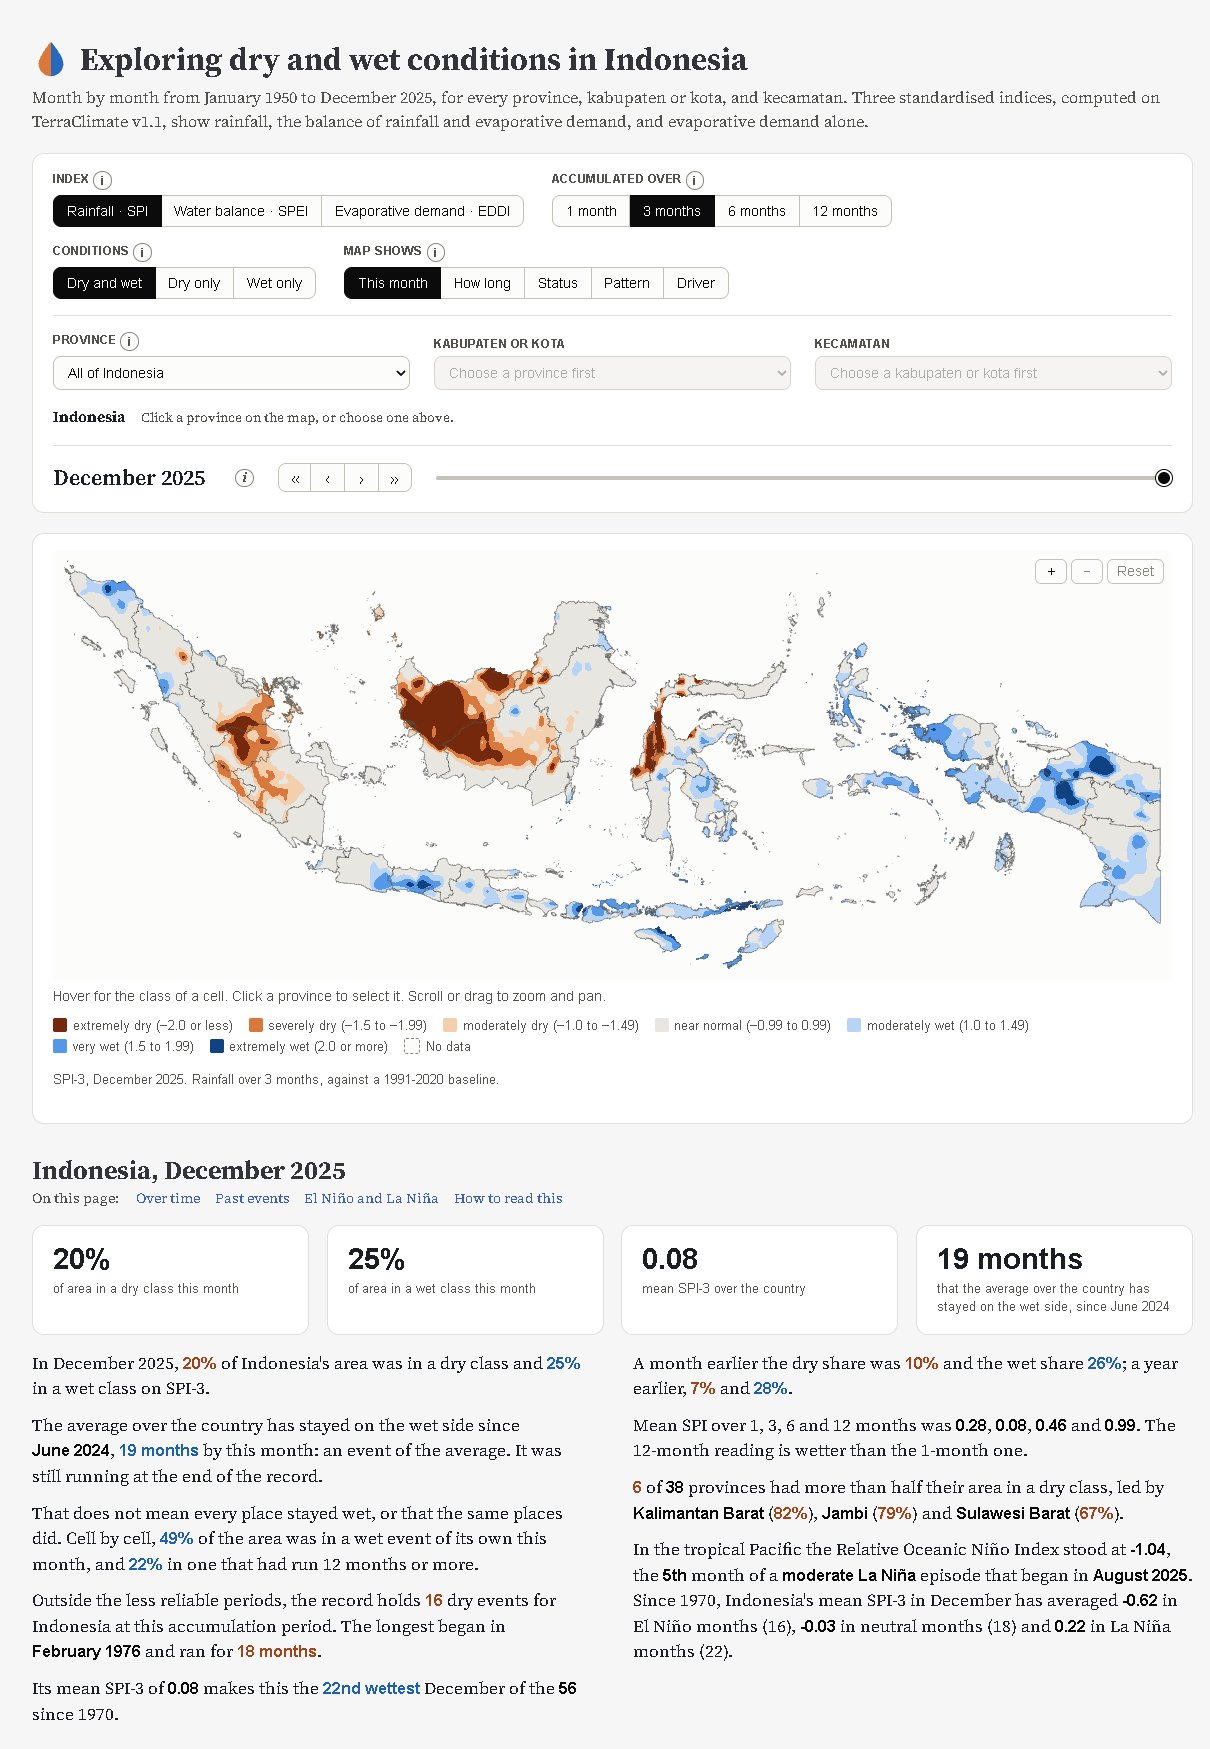 Exploring dry and wet conditions in Indonesia
Month by month from January 1950 to December 2025, for every province, kabupaten or kota, and kecamatan. Three standardised indices, computed on
TerraClimate v1.1, show rainfall, the balance of rainfall and evaporative demand, and evaporative demand alone.
INDEX i
ACCUMULATED OVER i
Rainfall · SPI
Water balance · SPEI
Evaporative demand · EDDI
1 month
3 months
6 months
12 months
CONDITIONS i
MAP SHOWS i
Dry and wet
Dry only
Wet only
This month
How long
Status
Pattern
Driver
PROVINCE i
KABUPATEN OR KOTA
KECAMATAN
All of Indonesia
Choose a province first
Choose a kabupaten or kota first
Indonesia Click a province on the map, or choose one above.
December 2025 i « ‹ › »
+ − Reset
Hover for the class of a cell. Click a province to select it. Scroll or drag to zoom and pan.
extremely dry (−2.0 or less) severely dry (−1.5 to −1.99) moderately dry (−1.0 to −1.49) near normal (−0.99 to 0.99) moderately wet (1.0 to 1.49)
very wet (1.5 to 1.99) extremely wet (2.0 or more) No data
SPI-3, December 2025. Rainfall over 3 months, against a 1991-2020 baseline.
Indonesia, December 2025
On this page: Over time Past events El Niño and La Niña How to read this
20%
of area in a dry class this month
25%
of area in a wet class this month
0.08
mean SPI-3 over the country
19 months
that the average over the country has
stayed on the wet side, since June 2024
In December 2025, 20% of Indonesia's area was in a dry class and 25%
in a wet class on SPI-3.
The average over the country has stayed on the wet side since
June 2024, 19 months by this month: an event of the average. It was
still running at the end of the record.
That does not mean every place stayed wet, or that the same places
did. Cell by cell, 49% of the area was in a wet event of its own this
month, and 22% in one that had run 12 months or more.
Outside the less reliable periods, the record holds 16 dry events for
Indonesia at this accumulation period. The longest began in
February 1976 and ran for 18 months.
Its mean SPI-3 of 0.08 makes this the 22nd wettest December of the 56
since 1970.
A month earlier the dry share was 10% and the wet share 26%; a year
earlier, 7% and 28%.
Mean SPI over 1, 3, 6 and 12 months was 0.28, 0.08, 0.46 and 0.99. The
12-month reading is wetter than the 1-month one.
6 of 38 provinces had more than half their area in a dry class, led by
Kalimantan Barat (82%), Jambi (79%) and Sulawesi Barat (67%).
In the tropical Pacific the Relative Oceanic Niño Index stood at -1.04,
the 5th month of a moderate La Niña episode that began in August 2025.
Since 1970, Indonesia's mean SPI-3 in December has averaged -0.62 in
El Niño months (16), -0.03 in neutral months (18) and 0.22 in La Niña
months (22).